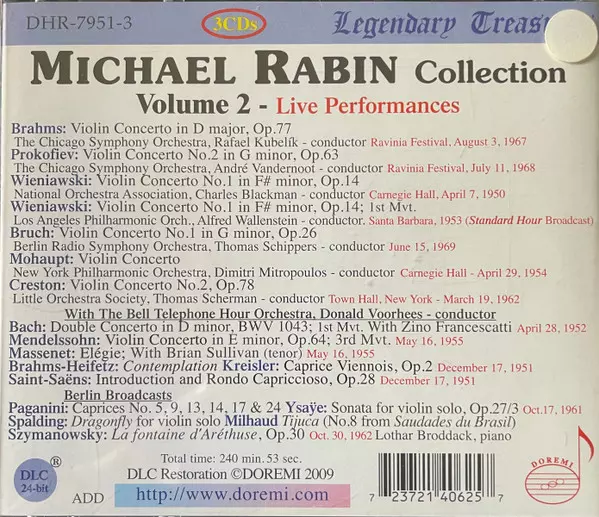 DHR-7951-3
3CDs
Legendary
MICHAEL RABIN Collection
Volume 2 - Live Performances
Brahms: Violin Concerto in D major, Op.77
The Chicago Symphony Orchestra, Rafael Kubelík - conductor Ravinia Festival, August 3, 1967
Prokofiev: Violin Concerto No.2 in G minor, Op.63
The Chicago Symphony Orchestra, André Vandernoot - conductor Ravinia Festival, July 11, 1968
Wieniawski: Violin Concerto No.1 in F# minor, Op.14
National Orchestra Association, Charles Blackman - conductor Carnegie Hall, April 7, 1950
Wieniawski: Violin Concerto No.1 in F# minor, Op.14; 1st Mvt.
Los Angeles Philharmonic Orch., Alfred Wallenstein - conductor. Santa Barbara, 1953 (Standard Hour Broadcast)
Bruch: Violin Concerto No.1 in G minor, Op.26
Berlin Radio Symphony Orchestra, Thomas Schippers - conductor June 15, 1969
Mohaupt: Violin Concerto
New York Philharmonic Orchestra, Dimitri Mitropoulos - conductor Carnegie Hall - April 29, 1954
Creston: Violin Concerto No.2, Op.78
Little Orchestra Society, Thomas Scherman - conductor Town Hall, New York - March 19, 1962
With The Bell Telephone Hour Orchestra, Donald Voorhees - conductor
Bach: Double Concerto in D minor, BWV 1043; 1st Mvt. With Zino Francescatti April 28, 1952
Mendelssohn: Violin Concerto in E minor, Op.64; 3rd Mvt. May 16, 1955
Massenet: Elégie; With Brian Sullivan (tenor) May 16, 1955
Brahms-Heifetz: Contemplation Kreisler: Caprice Viennois, Op.2 December 17, 1951
Saint-Saëns: Introduction and Rondo Capriccioso, Op.28 December 17, 1951
Berlin Broadcasts
Paganini: Caprices No. 5, 9, 13, 14, 17 & 24 Ysaÿe: Sonata for violin solo, Op.27/3 Oct.17, 1961
Spalding: Dragonfly for violin solo Milhaud Tijuca (No.8 from Saudades du Brasil)
Szymanowsky: La fontaine d'Aréthuse, Op.30 Oct. 30, 1962 Lothar Broddack, piano
DLC
24-bit
®
Total time: 240 min. 53 sec.
DLC Restoration ©DOREMI 2009
ADD
http://www.doremi.com
7 23721 40625 7
DOREMI